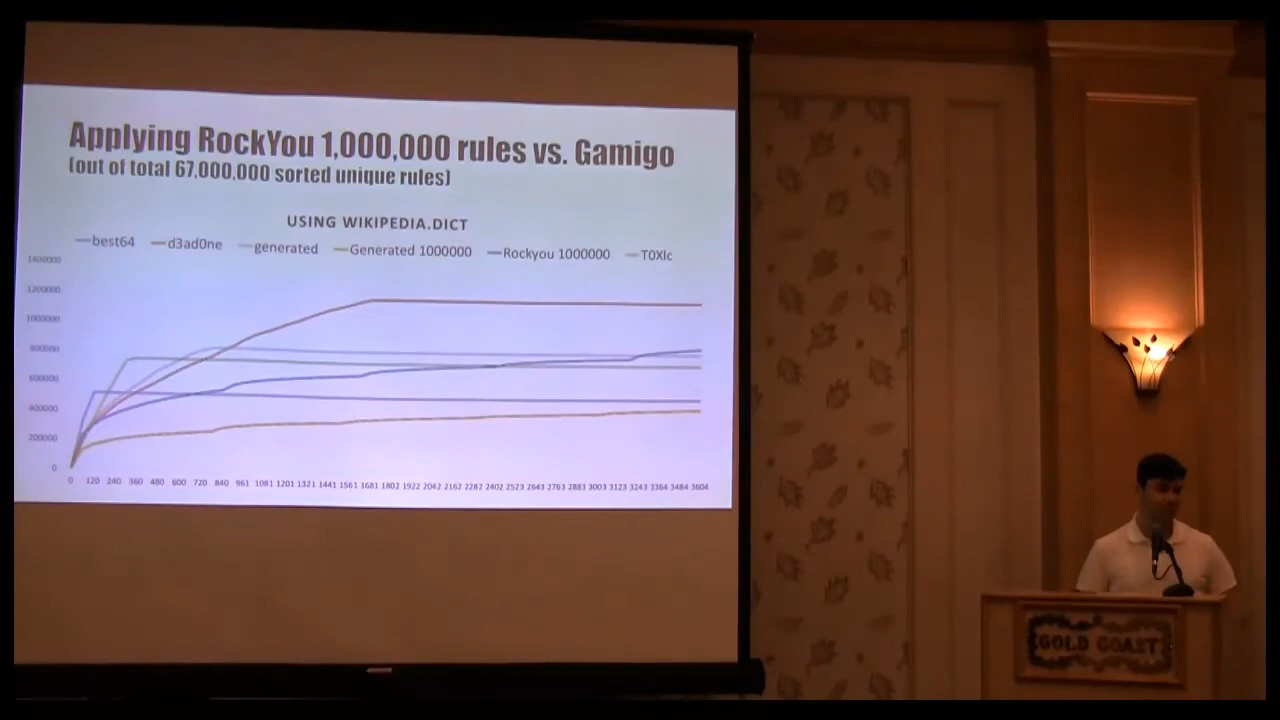 Applying RockYou 1,000,000 rules vs. Gamigo
(out of total 67,000,000 sorted unique rules)
USING WIKIPEDIA.DICT
best64 d3ad0ne generated Generated 1000000 Rockyou 1000000 T0XlC
1400000
1200000
1000000
800000
600000
400000
200000
0
0 120 240 360 480 600 720 840 961 1081 1201 1321 1441 1561 1681 1802 1922 2042 2162 2282 2402 2523 2643 2763 2883 3003 3123 3243 3364 3484 3604
GOLD COAST